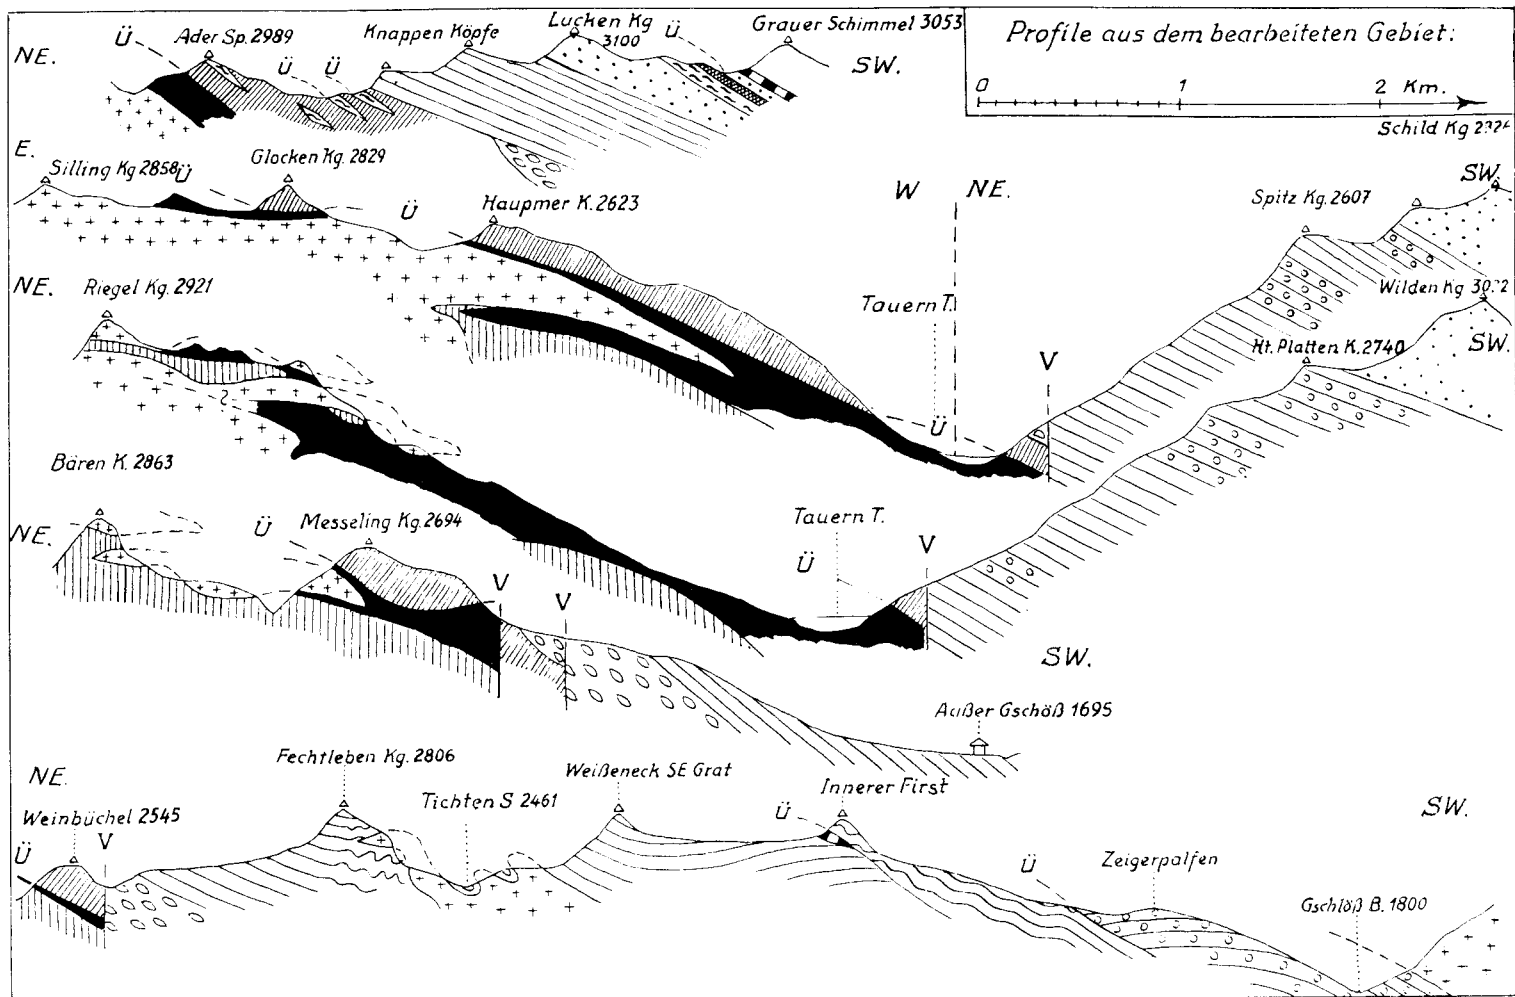 Profile aus dem bearbeiteten Gebiet:
0 1 2 Km.
NE.
Ü
Ader Sp. 2989
Ü Ü
Knappen Köpfe
Lucken Kg
3100
Ü
Grauer Schimmel 3053
SW.
E.
Silling Kg 2858
Ü
Glocken Kg. 2829
Ü
Haupmer K. 2623
W
NE.
Tauern T.
Ü
V
Spitz Kg. 2607
Schild Kg
SW.
NE.
Riegel Kg. 2921
Tauern T.
Ü
V
Ht. Platten K. 2740
Wilden Kg
SW.
Bären K. 2863
NE.
Ü
Messeling Kg. 2694
V
V
Außer Gschöß 1695
SW.
NE.
Ü
Weinbüchel 2545
V
Fechtleben Kg. 2806
Tichten S 2461
Weißeneck SE Grat
Ü
Innerer First
Ü
Zeigerpalfen
Gschlöß B. 1800
SW.